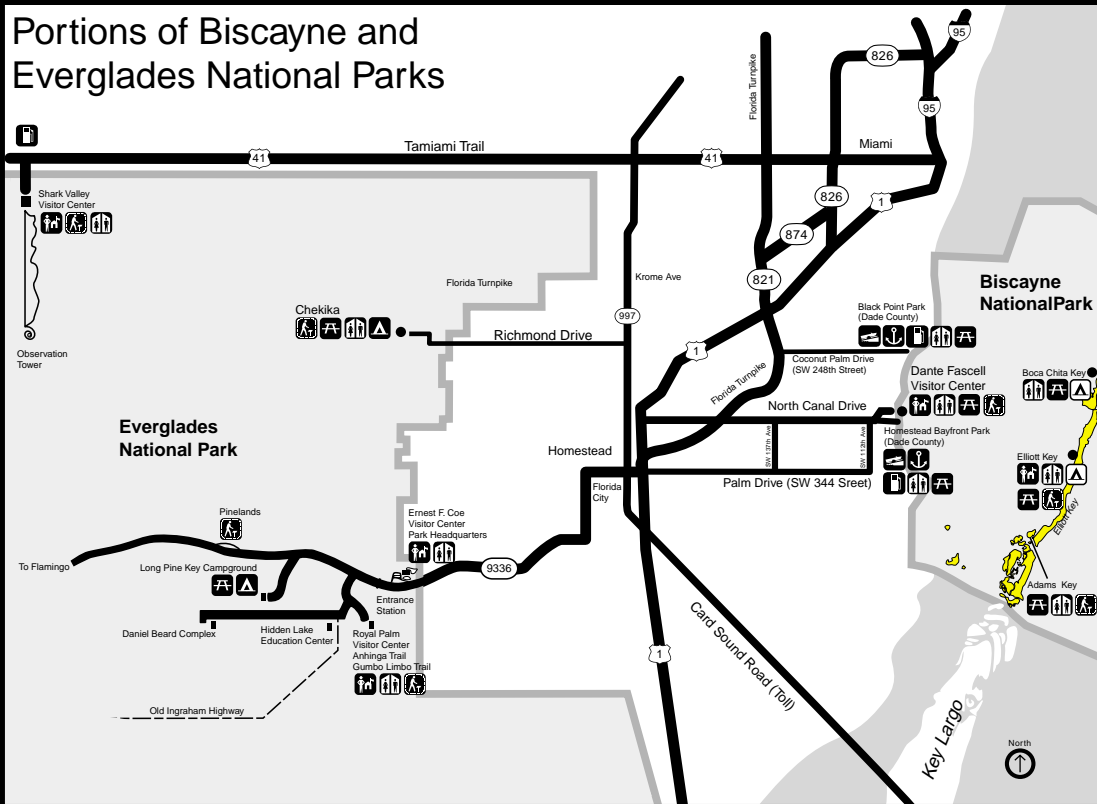 Portions of Biscayne and
Everglades National Parks
95
826
Florida Turnpike
95
Tamiami Trail
41
41
Miami
Shark Valley
Visitor Center
826
1
874
Krome Ave
821
Florida Turnpike
Biscayne
NationalPark
Chekika
997
Richmond Drive
Black Point Park
(Dade County)
Observation
Tower
1
Coconut Palm Drive
(SW 248th Street)
Florida Turnpike
Dante Fascell
Visitor Center
Boca Chita Key
North Canal Drive
Everglades
National Park
Homestead
SW 137th Ave
SW 112th Ave
Homestead Bayfront Park
(Dade County)
Elliott Key
Florida
City
Palm Drive (SW 344 Sreet)
Elliott Key
Pinelands
Ernest F. Coe
Visitor Center
Park Headquarters
To Flamingo
Long Pine Key Campground
9336
Entrance
Station
Adams Key
Daniel Beard Complex
Hidden Lake
Education Center
Royal Palm
Visitor Center
Anhinga Trail
Gumbo Limbo Trail
1
Card Sound Road (Toll)
Old Ingraham Highway
Key Largo
North